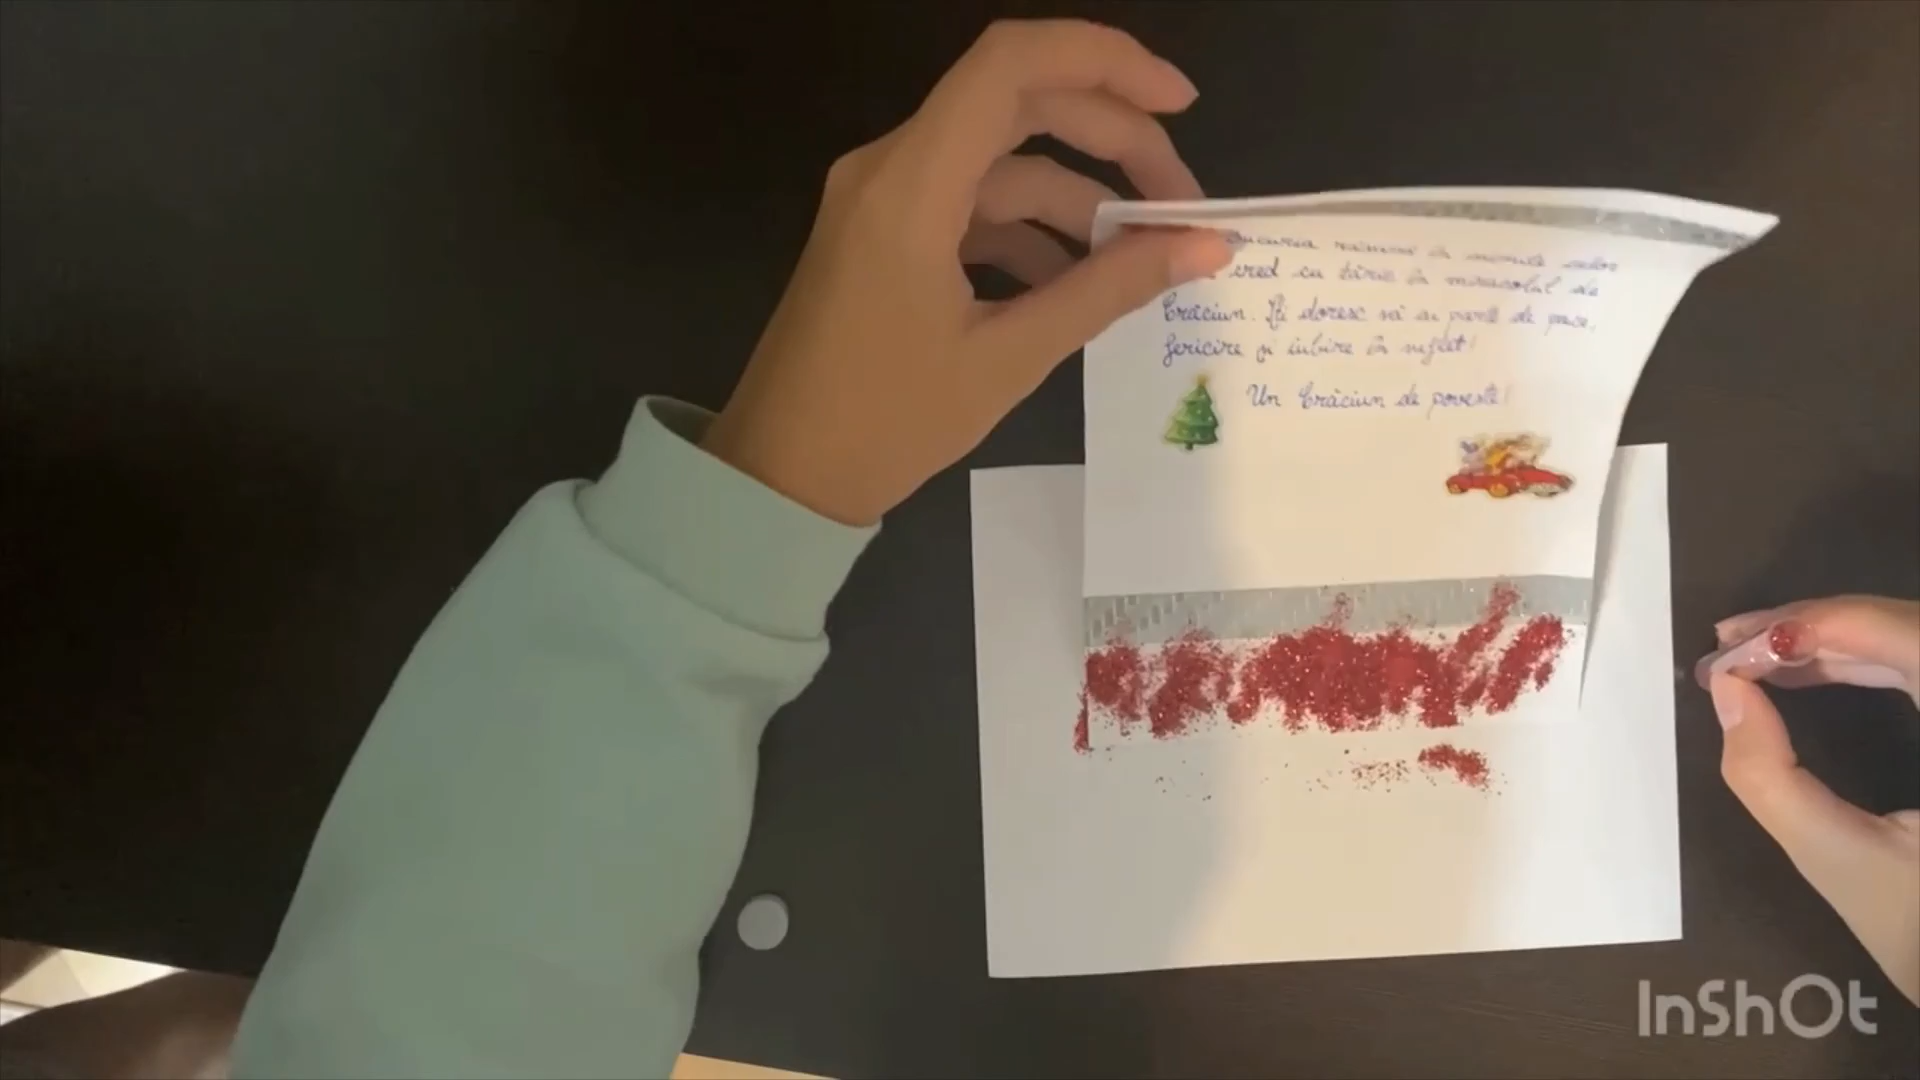 Bucuria rămâne în inimile celor
cred cu tărie în miracolul de
Crăciun. Îți doresc să ai parte de pace,
fericire și iubire în suflet!
Un Crăciun de poveste!
InShOt